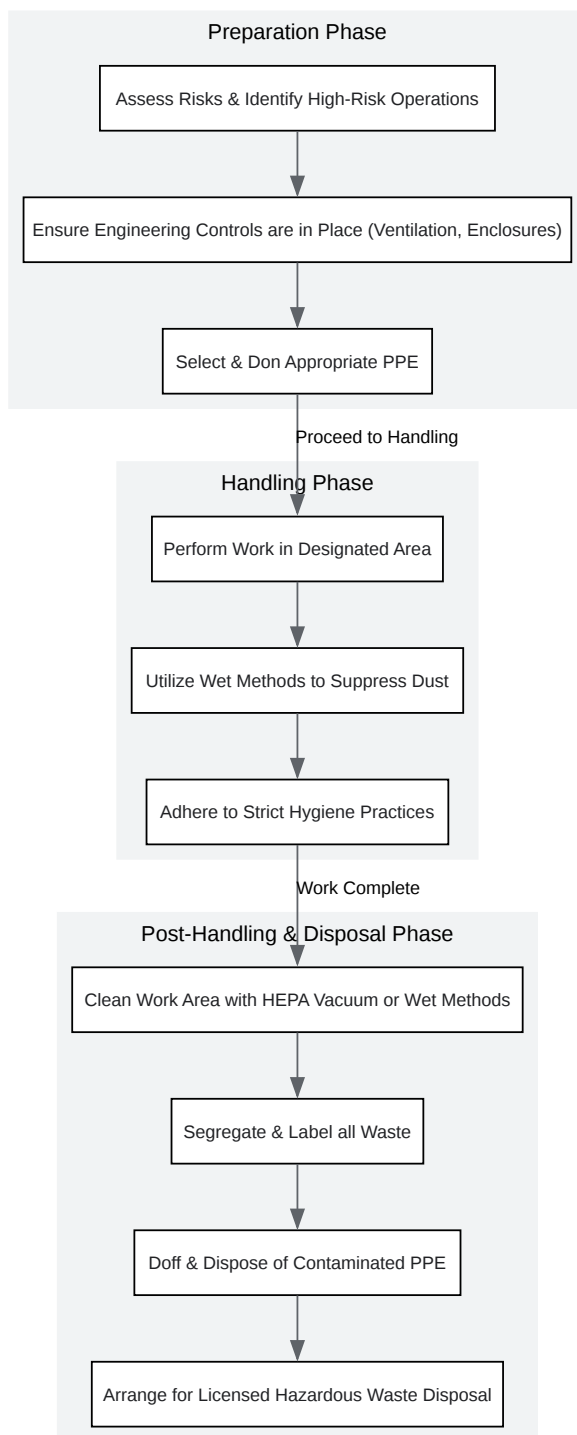 Preparation Phase
Assess Risks & Identify High-Risk Operations
Ensure Engineering Controls are in Place (Ventilation, Enclosures)
Select & Don Appropriate PPE
Proceed to Handling
Handling Phase
Perform Work in Designated Area
Utilize Wet Methods to Suppress Dust
Adhere to Strict Hygiene Practices
Work Complete
Post-Handling & Disposal Phase
Clean Work Area with HEPA Vacuum or Wet Methods
Segregate & Label all Waste
Doff & Dispose of Contaminated PPE
Arrange for Licensed Hazardous Waste Disposal